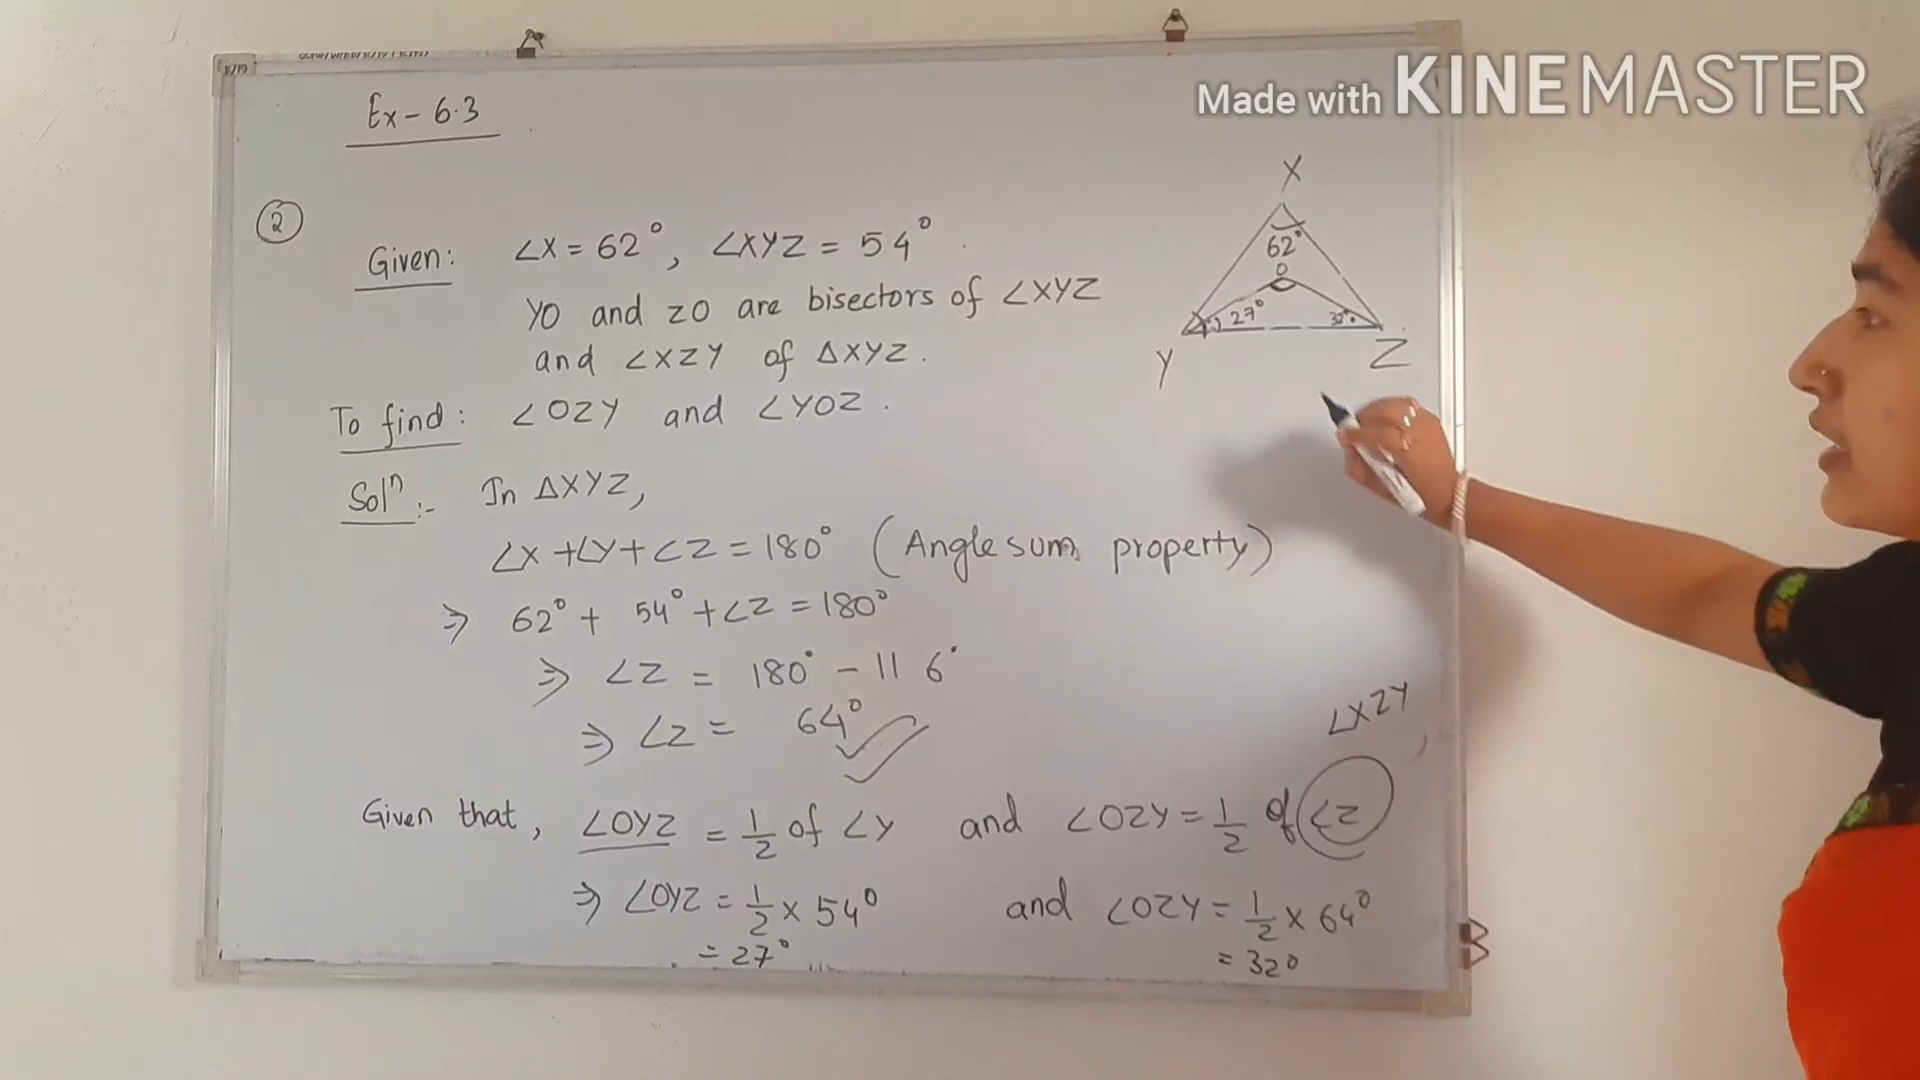 Made with KINEMASTER
Ex - 6.3
②
Given: ∠X = 62°, ∠XYZ = 54°.
YO and ZO are bisectors of ∠XYZ
and ∠XZY of ΔXYZ.
To find: ∠OZY and ∠YOZ.
Solⁿ:- In ΔXYZ,
∠X + ∠Y + ∠Z = 180° (Angle sum property)
⇒ 62° + 54° + ∠Z = 180°
⇒ ∠Z = 180° - 116°
⇒ ∠Z = 64°
∠XZY,
Given that, ∠OYZ = 1/2 of ∠Y and ∠OZY = 1/2 of ∠Z
⇒ ∠OYZ = 1/2 × 54° and ∠OZY = 1/2 × 64°
= 27° = 32°
X
62°
O
27° 32°
Y Z